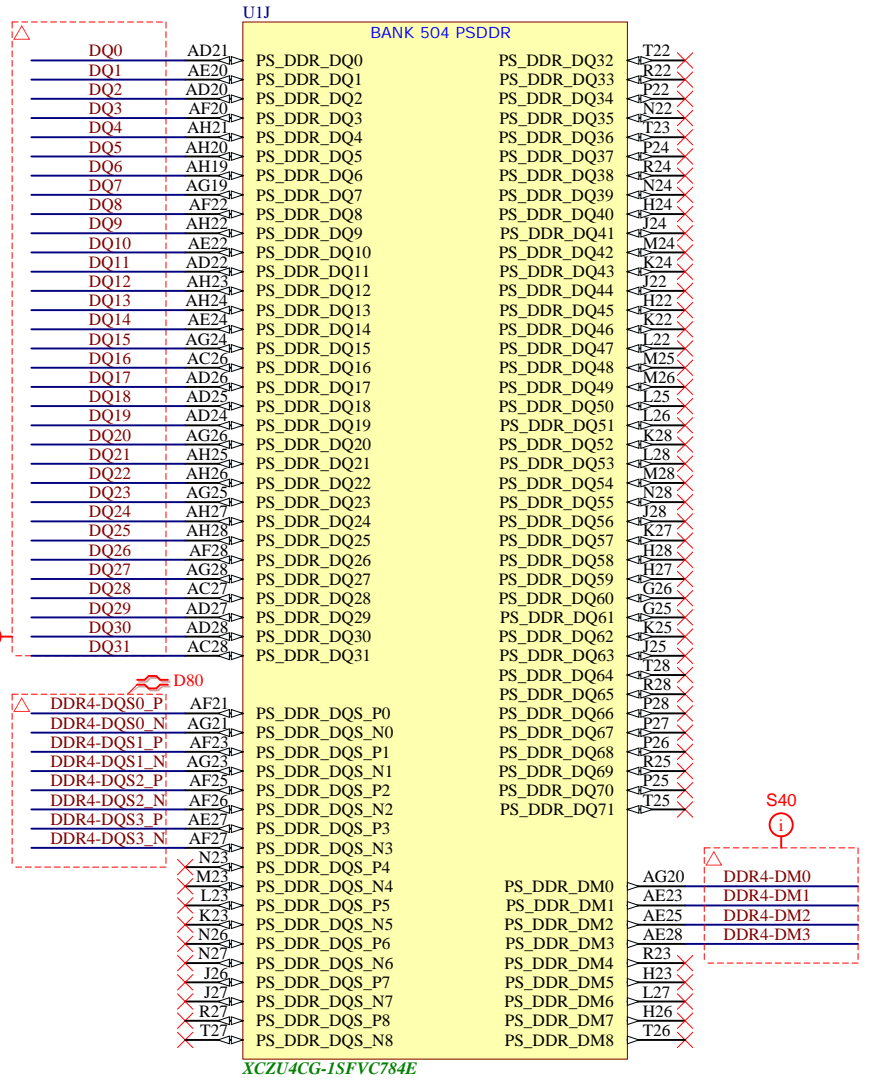 U1J
BANK 504 PSDDR
DQ0 AD21 PS_DDR_DQ0 PS_DDR_DQ32 T22
DQ1 AE20 PS_DDR_DQ1 PS_DDR_DQ33 R22
DQ2 AD20 PS_DDR_DQ2 PS_DDR_DQ34 P22
DQ3 AF20 PS_DDR_DQ3 PS_DDR_DQ35 N22
DQ4 AH21 PS_DDR_DQ4 PS_DDR_DQ36 T23
DQ5 AH20 PS_DDR_DQ5 PS_DDR_DQ37 P24
DQ6 AH19 PS_DDR_DQ6 PS_DDR_DQ38 R24
DQ7 AG19 PS_DDR_DQ7 PS_DDR_DQ39 N24
DQ8 AF22 PS_DDR_DQ8 PS_DDR_DQ40 H24
DQ9 AH22 PS_DDR_DQ9 PS_DDR_DQ41 J24
DQ10 AE22 PS_DDR_DQ10 PS_DDR_DQ42 M24
DQ11 AD22 PS_DDR_DQ11 PS_DDR_DQ43 K24
DQ12 AH23 PS_DDR_DQ12 PS_DDR_DQ44 J22
DQ13 AH24 PS_DDR_DQ13 PS_DDR_DQ45 H22
DQ14 AE24 PS_DDR_DQ14 PS_DDR_DQ46 K22
DQ15 AG24 PS_DDR_DQ15 PS_DDR_DQ47 L22
DQ16 AC26 PS_DDR_DQ16 PS_DDR_DQ48 M25
DQ17 AD26 PS_DDR_DQ17 PS_DDR_DQ49 M26
DQ18 AD25 PS_DDR_DQ18 PS_DDR_DQ50 L25
DQ19 AD24 PS_DDR_DQ19 PS_DDR_DQ51 L26
DQ20 AG26 PS_DDR_DQ20 PS_DDR_DQ52 K28
DQ21 AH25 PS_DDR_DQ21 PS_DDR_DQ53 L28
DQ22 AH26 PS_DDR_DQ22 PS_DDR_DQ54 M28
DQ23 AG25 PS_DDR_DQ23 PS_DDR_DQ55 N28
DQ24 AH27 PS_DDR_DQ24 PS_DDR_DQ56 J28
DQ25 AH28 PS_DDR_DQ25 PS_DDR_DQ57 K27
DQ26 AF28 PS_DDR_DQ26 PS_DDR_DQ58 H28
DQ27 AG28 PS_DDR_DQ27 PS_DDR_DQ59 H27
DQ28 AC27 PS_DDR_DQ28 PS_DDR_DQ60 G26
DQ29 AD27 PS_DDR_DQ29 PS_DDR_DQ61 G25
DQ30 AD28 PS_DDR_DQ30 PS_DDR_DQ62 K25
DQ31 AC28 PS_DDR_DQ31 PS_DDR_DQ63 J25
PS_DDR_DQ64 T28
D80 PS_DDR_DQ65 R28
DDR4-DQS0_P AF21 PS_DDR_DQS_P0 PS_DDR_DQ66 P28
DDR4-DQS0_N AG21 PS_DDR_DQS_N0 PS_DDR_DQ67 P27
DDR4-DQS1_P AF23 PS_DDR_DQS_P1 PS_DDR_DQ68 P26
DDR4-DQS1_N AG23 PS_DDR_DQS_N1 PS_DDR_DQ69 R25
DDR4-DQS2_P AF25 PS_DDR_DQS_P2 PS_DDR_DQ70 P25
DDR4-DQS2_N AF26 PS_DDR_DQS_N2 PS_DDR_DQ71 T25
DDR4-DQS3_P AE27 PS_DDR_DQS_P3 S40
DDR4-DQS3_N AF27 PS_DDR_DQS_N3 i
N23 PS_DDR_DQS_P4
M23 PS_DDR_DQS_N4 PS_DDR_DM0 AG20 DDR4-DM0
L23 PS_DDR_DQS_P5 PS_DDR_DM1 AE23 DDR4-DM1
K23 PS_DDR_DQS_N5 PS_DDR_DM2 AE25 DDR4-DM2
N26 PS_DDR_DQS_P6 PS_DDR_DM3 AE28 DDR4-DM3
N27 PS_DDR_DQS_N6 PS_DDR_DM4 R23
J26 PS_DDR_DQS_P7 PS_DDR_DM5 H23
J27 PS_DDR_DQS_N7 PS_DDR_DM6 L27
R27 PS_DDR_DQS_P8 PS_DDR_DM7 H26
T27 PS_DDR_DQS_N8 PS_DDR_DM8 T26
XCZU4CG-1SFVC784E